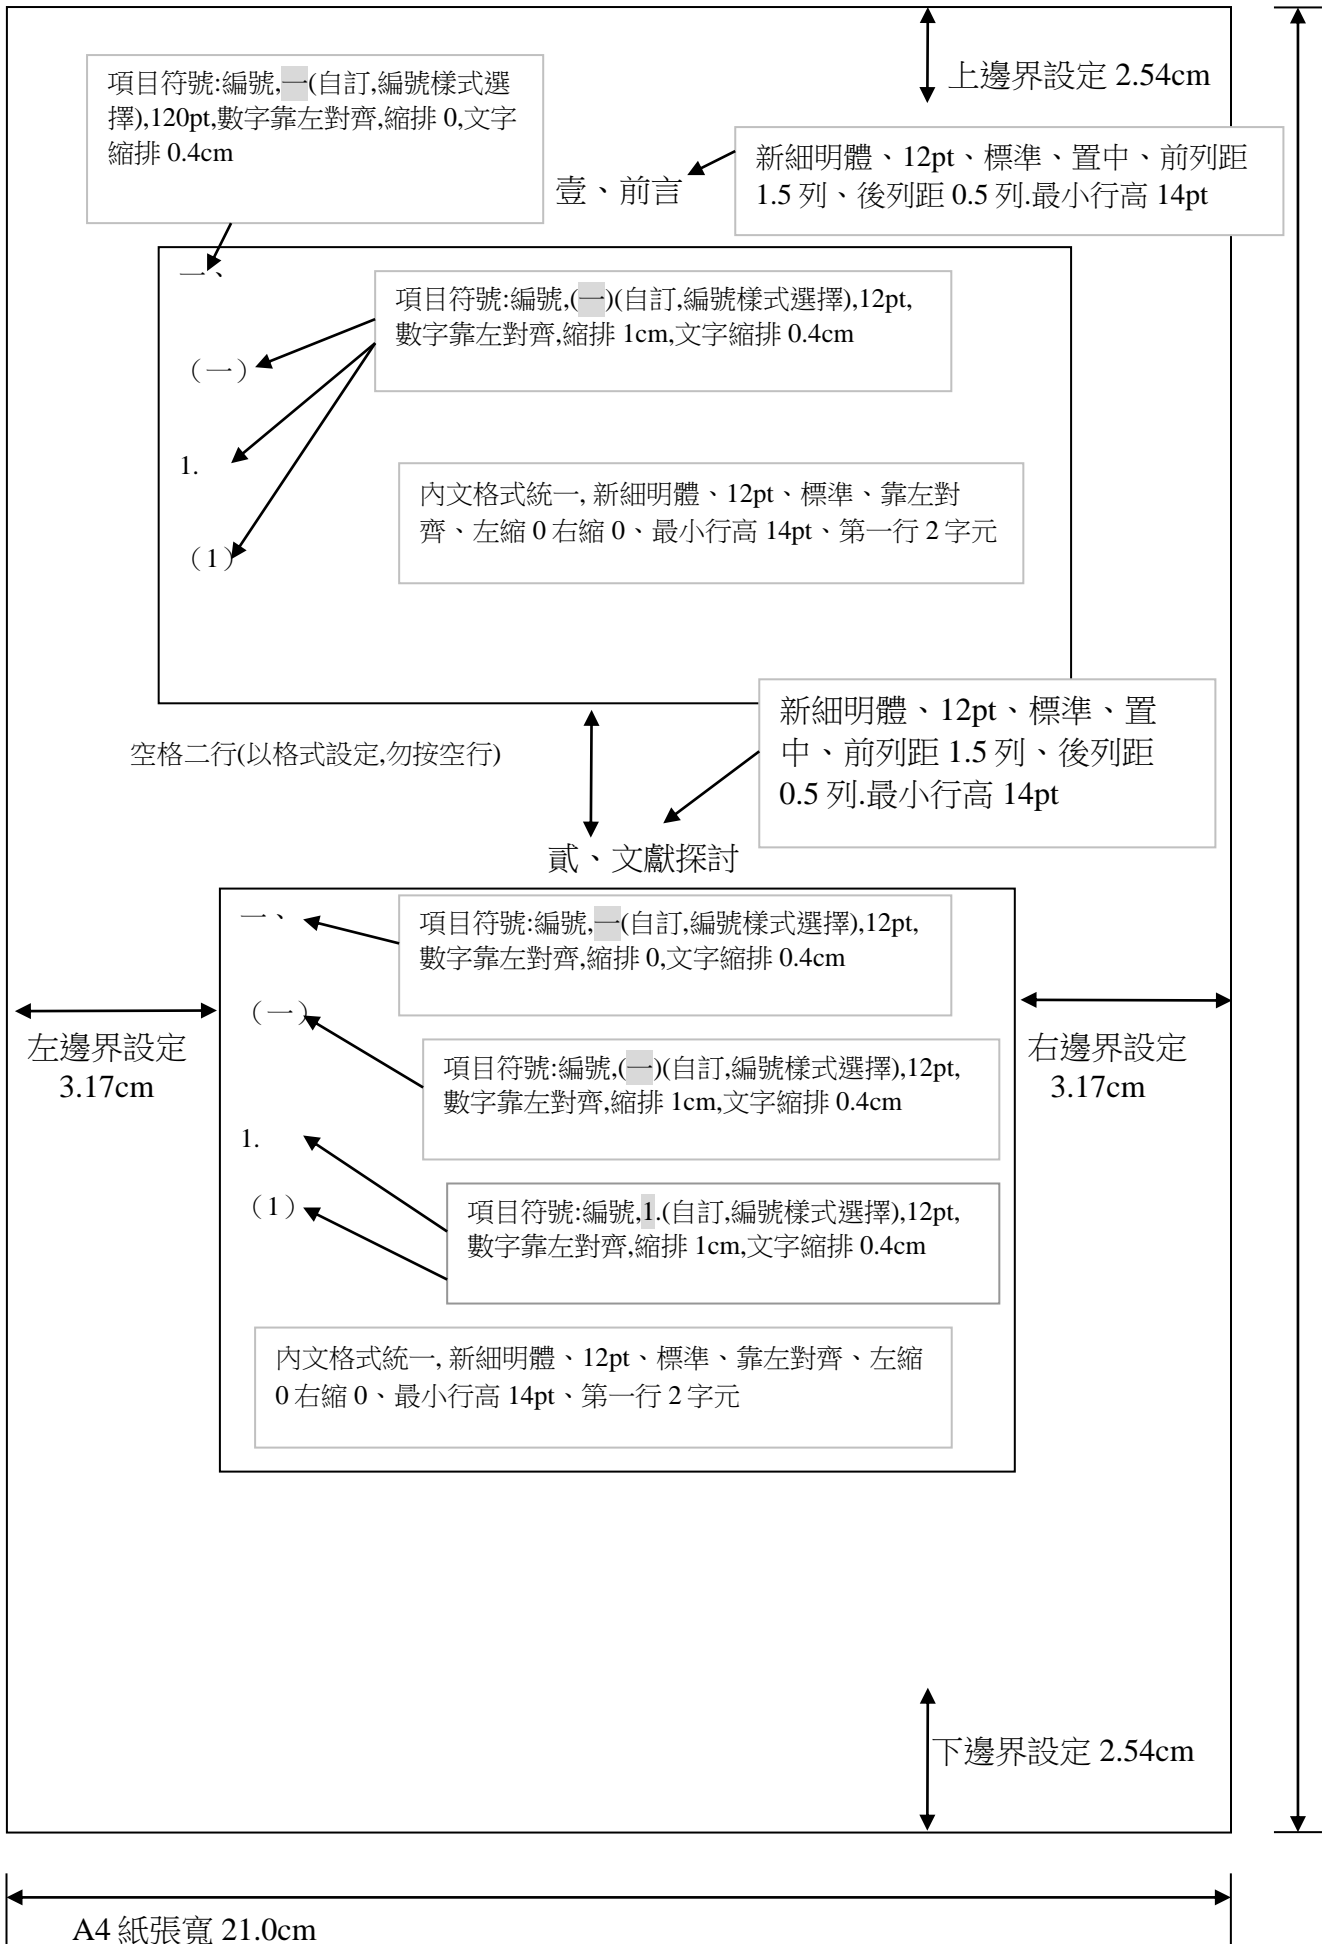 上邊界設定 2.54cm
項目符號:編號,一(自訂,編號樣式選
擇),120pt,數字靠左對齊,縮排 0,文字
縮排 0.4cm
新細明體、12pt、標準、置中、前列距
1.5 列、後列距 0.5 列.最小行高 14pt
壹、前言
一、
項目符號:編號,(一)(自訂,編號樣式選擇),12pt,
數字靠左對齊,縮排 1cm,文字縮排 0.4cm
（一）
1.
內文格式統一, 新細明體、12pt、標準、靠左對
齊、左縮 0 右縮 0、最小行高 14pt、第一行 2 字元
（1）
新細明體、12pt、標準、置
中、前列距 1.5 列、後列距
0.5 列.最小行高 14pt
空格二行(以格式設定,勿按空行)
貳、文獻探討
一、
項目符號:編號,一(自訂,編號樣式選擇),12pt,
數字靠左對齊,縮排 0,文字縮排 0.4cm
（一）
左邊界設定
3.17cm
右邊界設定
3.17cm
項目符號:編號,(一)(自訂,編號樣式選擇),12pt,
數字靠左對齊,縮排 1cm,文字縮排 0.4cm
1.
（1）
項目符號:編號,1.(自訂,編號樣式選擇),12pt,
數字靠左對齊,縮排 1cm,文字縮排 0.4cm
內文格式統一, 新細明體、12pt、標準、靠左對齊、左縮
0 右縮 0、最小行高 14pt、第一行 2 字元
下邊界設定 2.54cm
A4 紙張寬 21.0cm